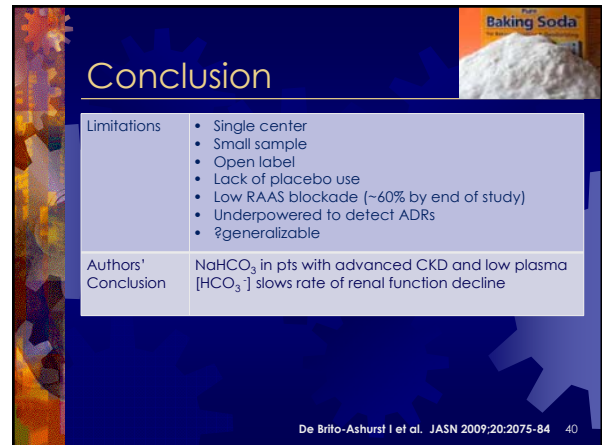 Pure
Baking Soda
Conclusion
Limitations
• Single center
• Small sample
• Open label
• Lack of placebo use
• Low RAAS blockade (~60% by end of study)
• Underpowered to detect ADRs
• ?generalizable
Authors'
Conclusion
NaHCO₃ in pts with advanced CKD and low plasma
[HCO₃⁻] slows rate of renal function decline
De Brito-Ashurst I et al. JASN 2009;20:2075-84 40